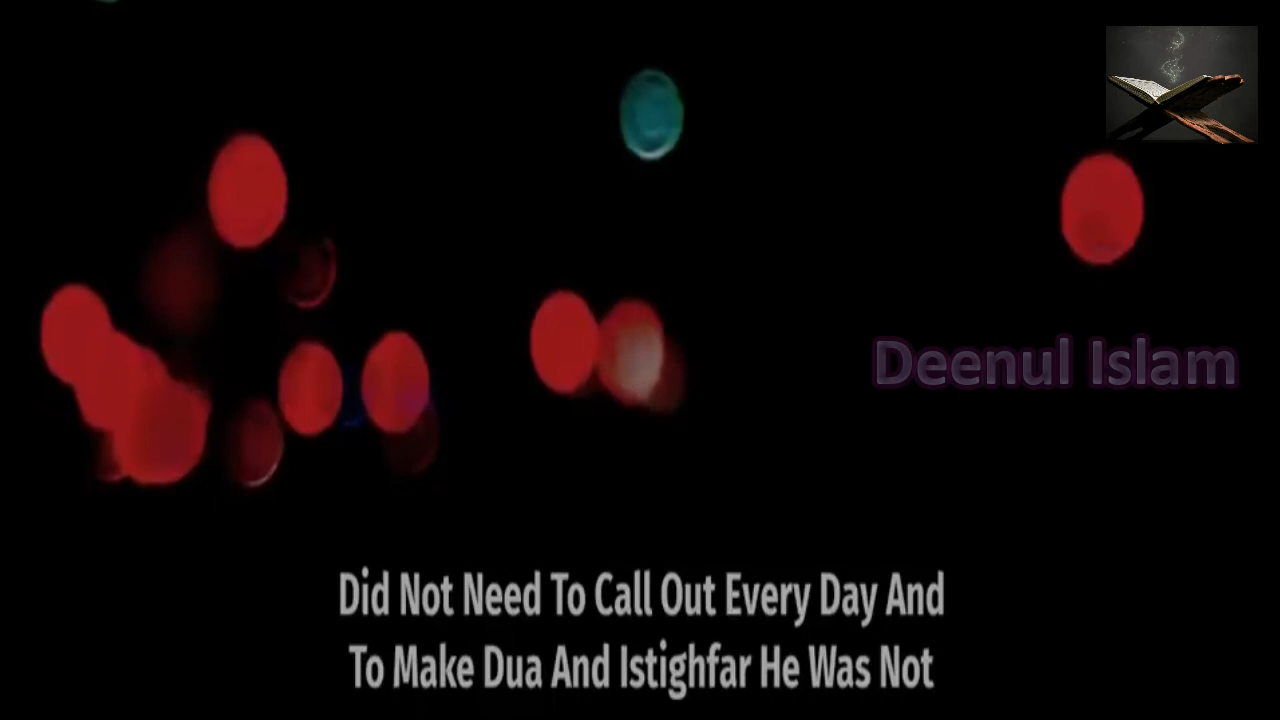 Deenul Islam
Did Not Need To Call Out Every Day And
To Make Dua And Istighfar He Was Not